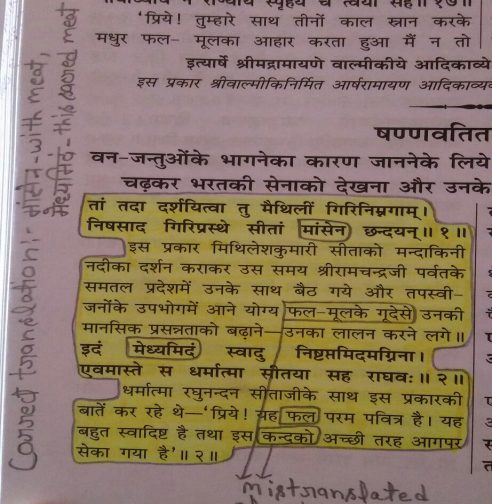 ‘प्रिये! तुम्हारे साथ तीनों काल स्नान करके
मधुर फल- मूलका आहार करता हुआ मैं न तो
इत्यार्षे श्रीमद्रामायणे वाल्मीकीये आदिकाव्ये
इस प्रकार श्रीवाल्मीकिनिर्मित आर्षरामायण आदिकाव्य
षण्णवतित
वन-जन्तुओंके भागनेका कारण जाननेके लिये
चढ़कर भरतकी सेनाको देखना और उनके
तां तदा दर्शयित्वा तु मैथिलीं गिरिनिम्नगाम्।
निषसाद गिरिप्रस्थे सीतां मांसेन छन्दयन्॥ १ ॥
इस प्रकार मिथिलेशकुमारी सीताको मन्दाकिनी
नदीका दर्शन कराकर उस समय श्रीरामचन्द्रजी पर्वतके
समतल प्रदेशमें उनके साथ बैठ गये और तपस्वी-
जनोंके उपभोगमें आने योग्य फल-मूलके गूदेसे उनकी
मानसिक प्रसन्नताको बढ़ाने—उनका लालन करने लगे॥
इदं मेध्यमिदं स्वादु निष्टप्तमिदमग्निना।
एवमास्ते स धर्मात्मा सीतया सह राघवः॥ २ ॥
धर्मात्मा रघुनन्दन सीताजीके साथ इस प्रकारकी
बातें कर रहे थे—‘प्रिये! यह फल परम पवित्र है। यह
बहुत स्वादिष्ट है तथा इस कन्दको अच्छी तरह आगपर
सेका गया है’॥ २ ॥
Correct translation:- मांसेन-with meat,
मेध्यमिदं-this sacred meat
Mistranslated